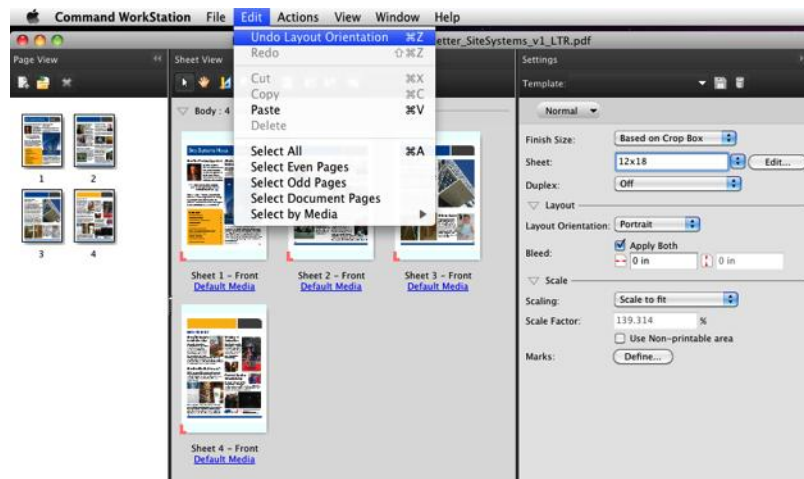 Command WorkStation File Edit Actions View Window Help
etter_SiteSystems_v1_LTR.pdf
Page View
Sheet View
Settings
Undo Layout Orientation ⌘Z
Redo ⇧⌘Z
Cut ⌘X
Copy ⌘C
Paste ⌘V
Delete
Select All ⌘A
Select Even Pages
Select Odd Pages
Select Document Pages
Select by Media
1 2
3 4
Body : 4
Sheet 1 - Front
Default Media
Sheet 2 - Front
Default Media
Sheet 3 - Front
Default Media
Sheet 4 - Front
Default Media
Template:
Normal
Finish Size: Based on Crop Box
Sheet: 12x18 Edit...
Duplex: Off
Layout
Layout Orientation: Portrait
Bleed: Apply Both
0 in 0 in
Scale
Scaling: Scale to fit
Scale Factor: 139.314 %
Use Non-printable area
Marks: Define...